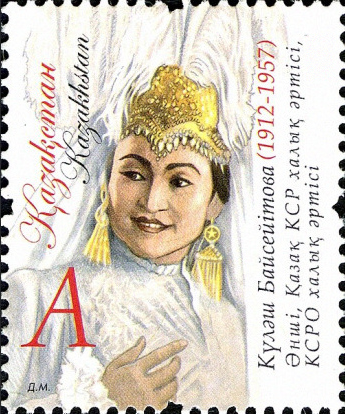 Қазақстан
Kazakhstan
Күләш Байсейітова (1912-1957)
Әнші, Қазақ КСР халық әртісі,
КСРО халық әртісі
A
Д.М.